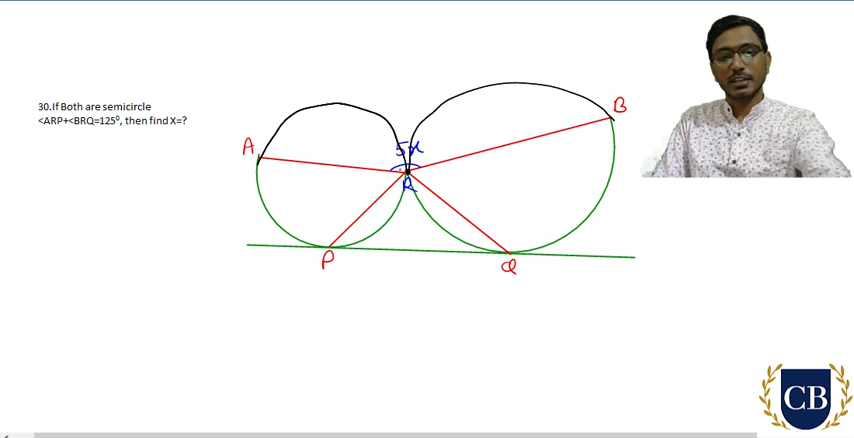 30.If Both are semicircle
<ARP+<BRQ=125⁰, then find X=?
A
B
5x
R
P
Q
CB